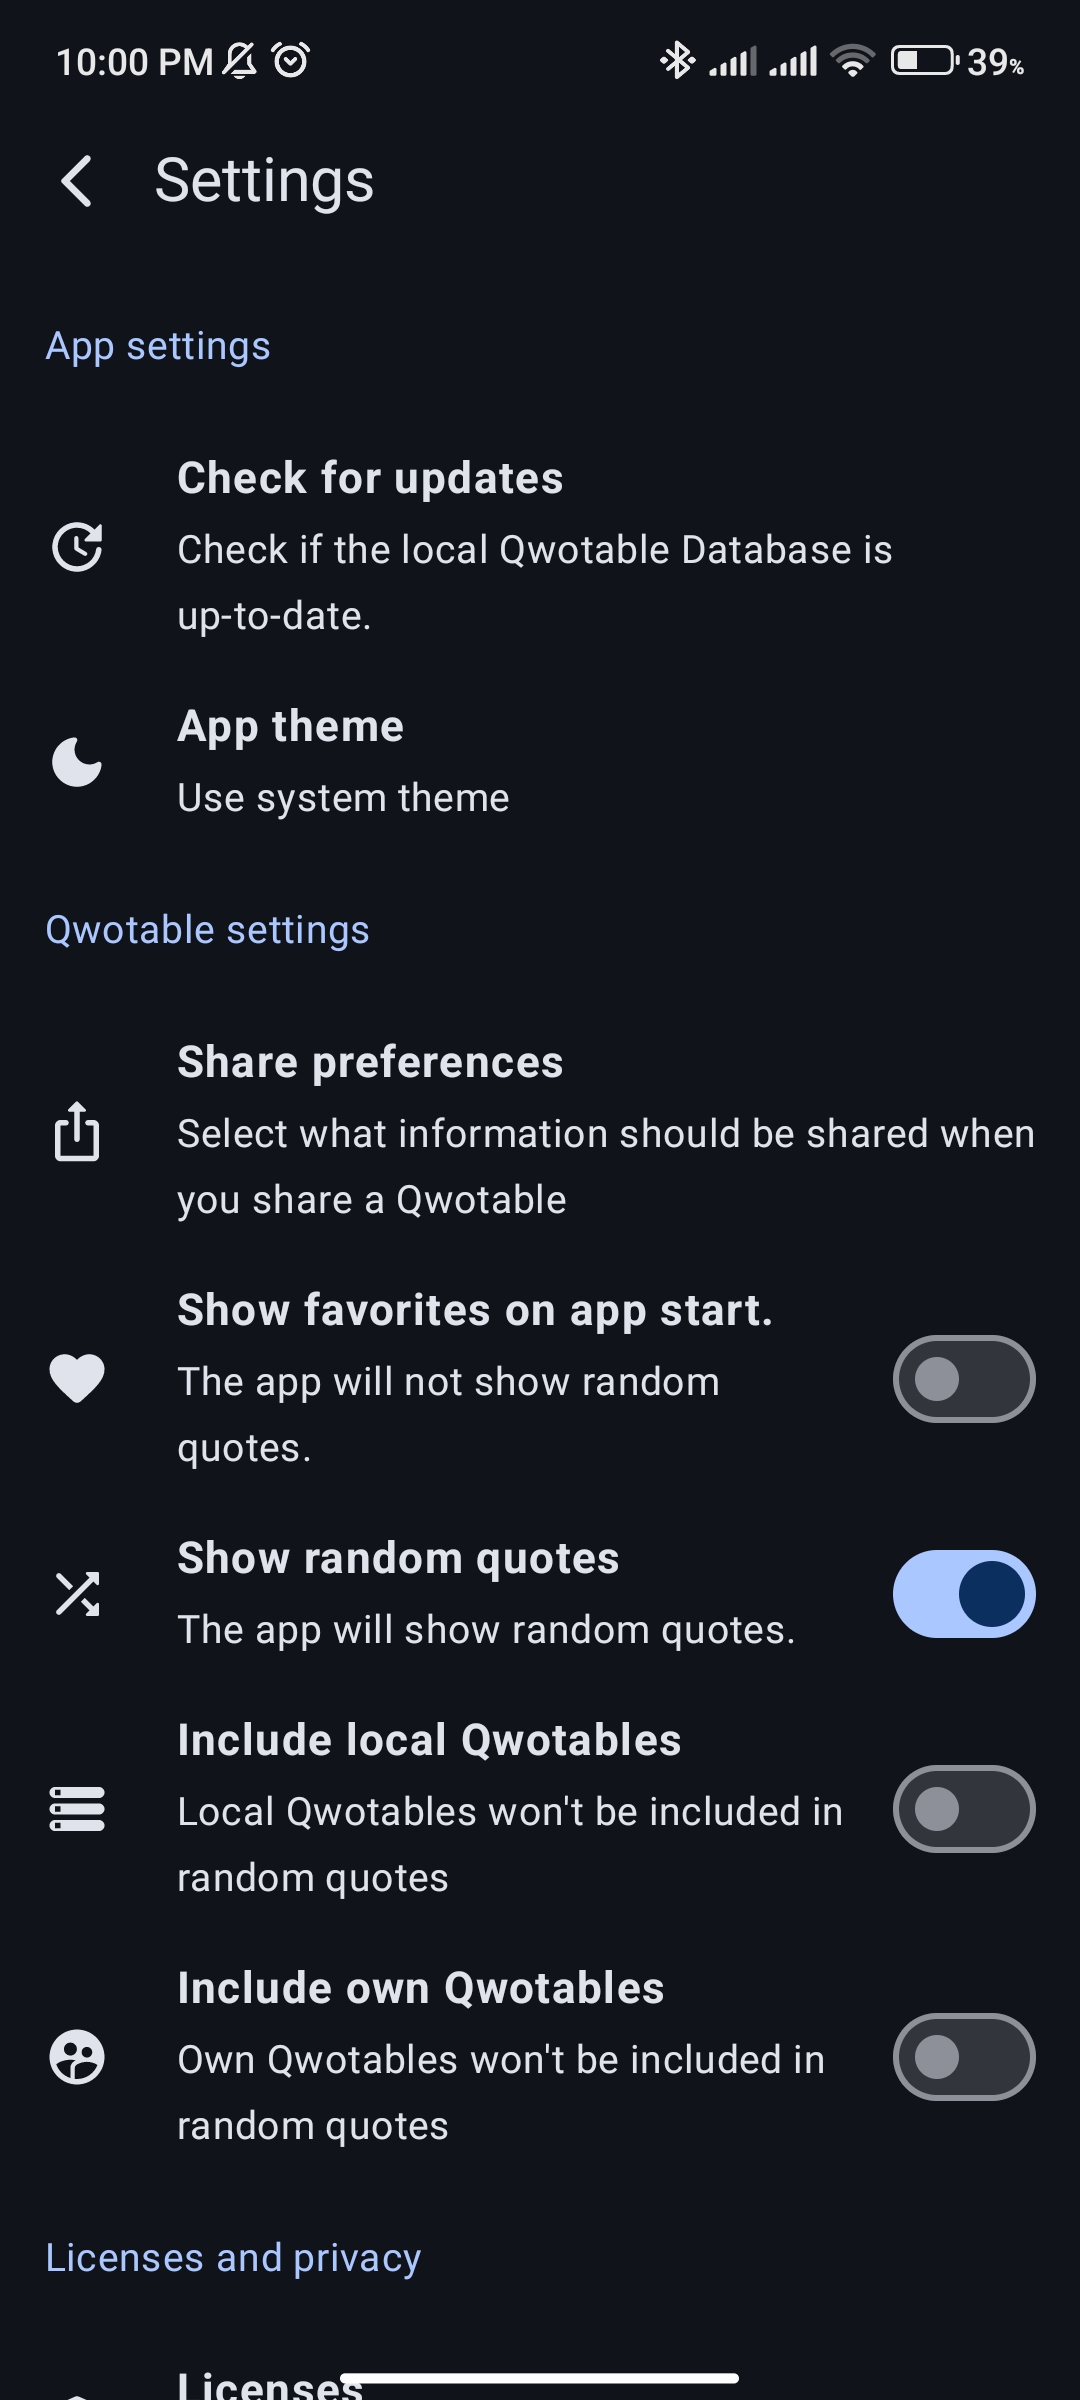 10:00 PM
39%
Settings
App settings
Check for updates
Check if the local Qwotable Database is
up-to-date.
App theme
Use system theme
Qwotable settings
Share preferences
Select what information should be shared when
you share a Qwotable
Show favorites on app start.
The app will not show random
quotes.
Show random quotes
The app will show random quotes.
Include local Qwotables
Local Qwotables won't be included in
random quotes
Include own Qwotables
Own Qwotables won't be included in
random quotes
Licenses and privacy
Licenses